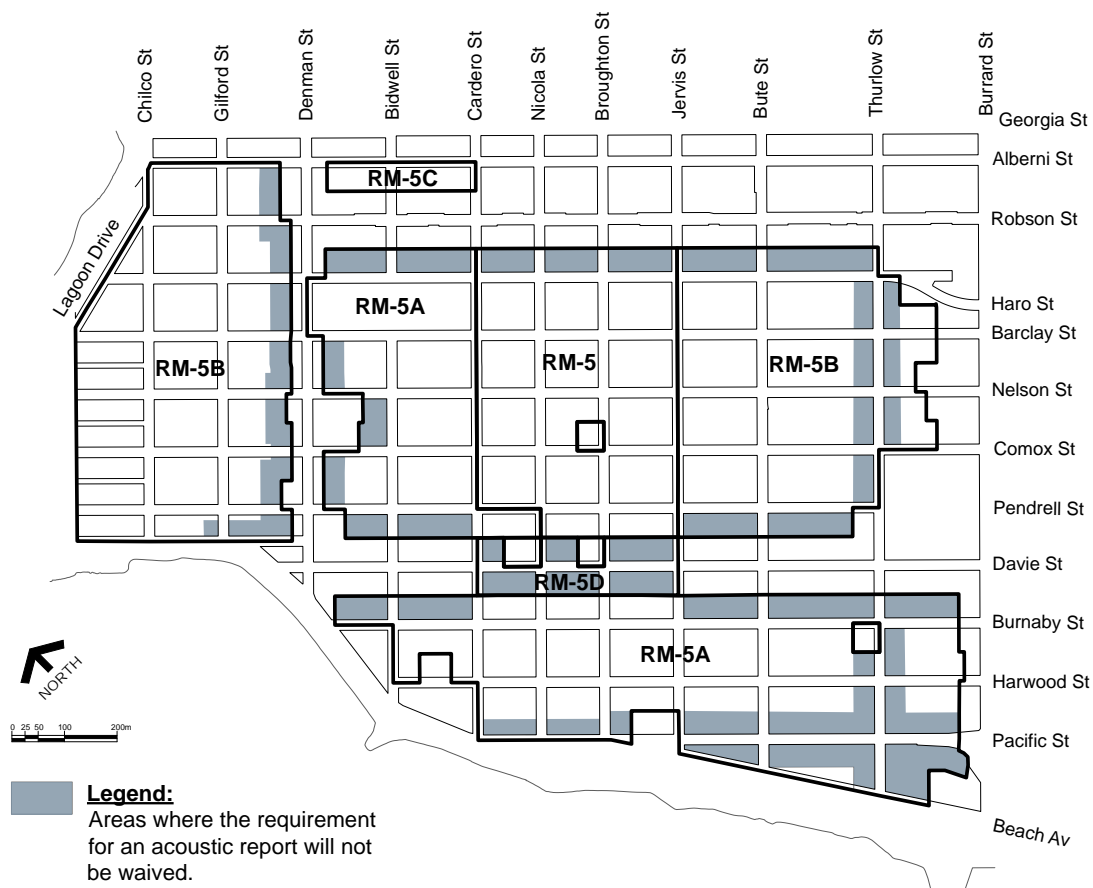 Chilco St
Gilford St
Denman St
Bidwell St
Cardero St
Nicola St
Broughton St
Jervis St
Bute St
Thurlow St
Burrard St
Georgia St
Alberni St
Robson St
Haro St
Barclay St
Nelson St
Comox St
Pendrell St
Davie St
Burnaby St
Harwood St
Pacific St
Beach Av
Lagoon Drive
RM-5C
RM-5A
RM-5B
RM-5
RM-5B
RM-5D
RM-5A
NORTH
0 25 50 100 200m
Legend:
Areas where the requirement
for an acoustic report will not
be waived.